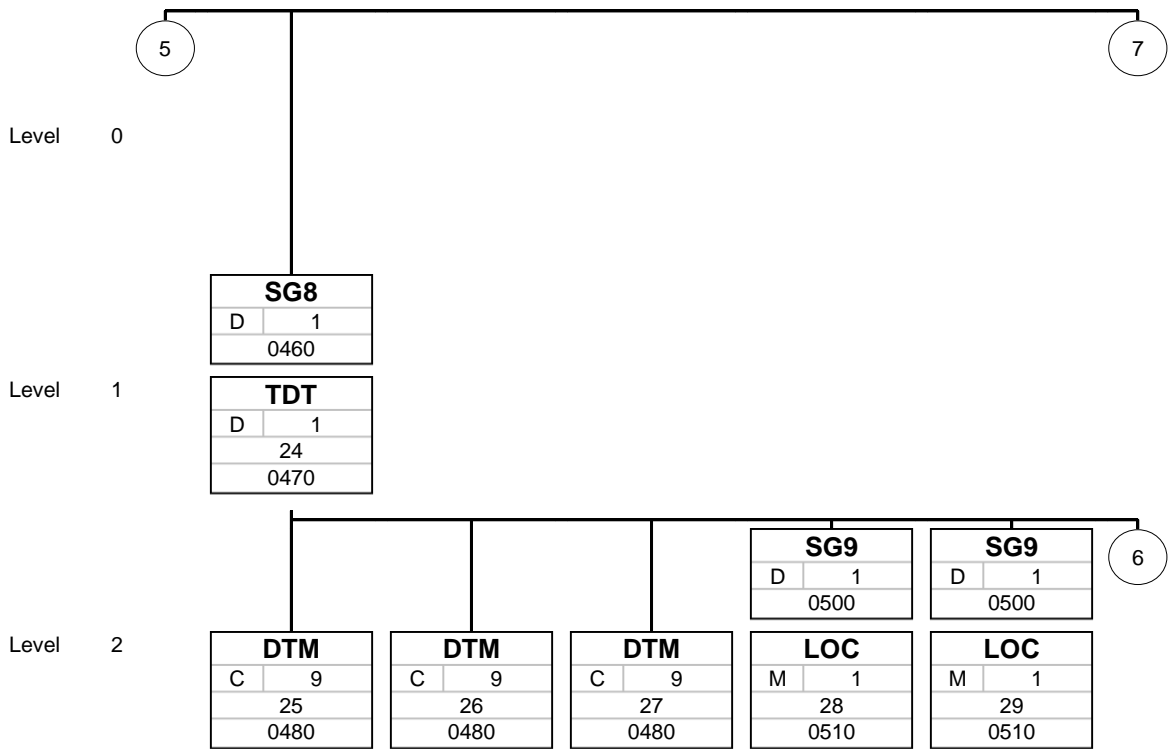 5 7
Level 0
SG8
D 1
0460
Level 1
TDT
D 1
24
0470
SG9 SG9 6
D 1 D 1
0500 0500
Level 2
DTM DTM DTM LOC LOC
C 9 C 9 C 9 M 1 M 1
25 26 27 28 29
0480 0480 0480 0510 0510